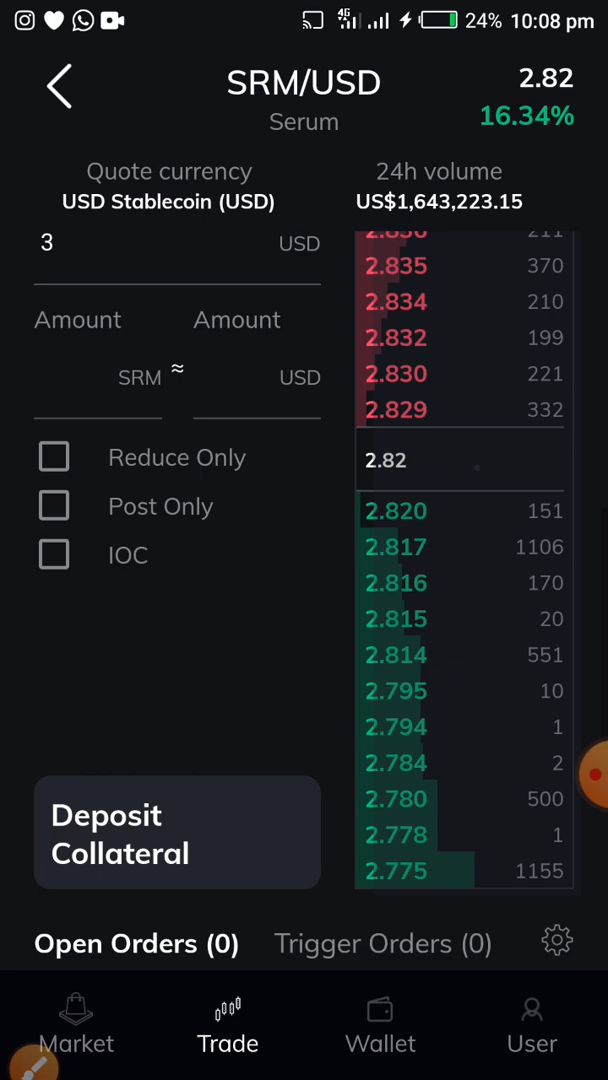 4G 24% 10:08 pm
SRM/USD 2.82
Serum 16.34%
Quote currency 24h volume
USD Stablecoin (USD) US$1,643,223.15
3 USD
Amount Amount
SRM ≈ USD
Reduce Only
Post Only
IOC
Deposit
Collateral
2.836 211
2.835 370
2.834 210
2.832 199
2.830 221
2.829 332
2.82
2.820 151
2.817 1106
2.816 170
2.815 20
2.814 551
2.795 10
2.794 1
2.784 2
2.780 500
2.778 1
2.775 1155
Open Orders (0) Trigger Orders (0)
Market Trade Wallet User